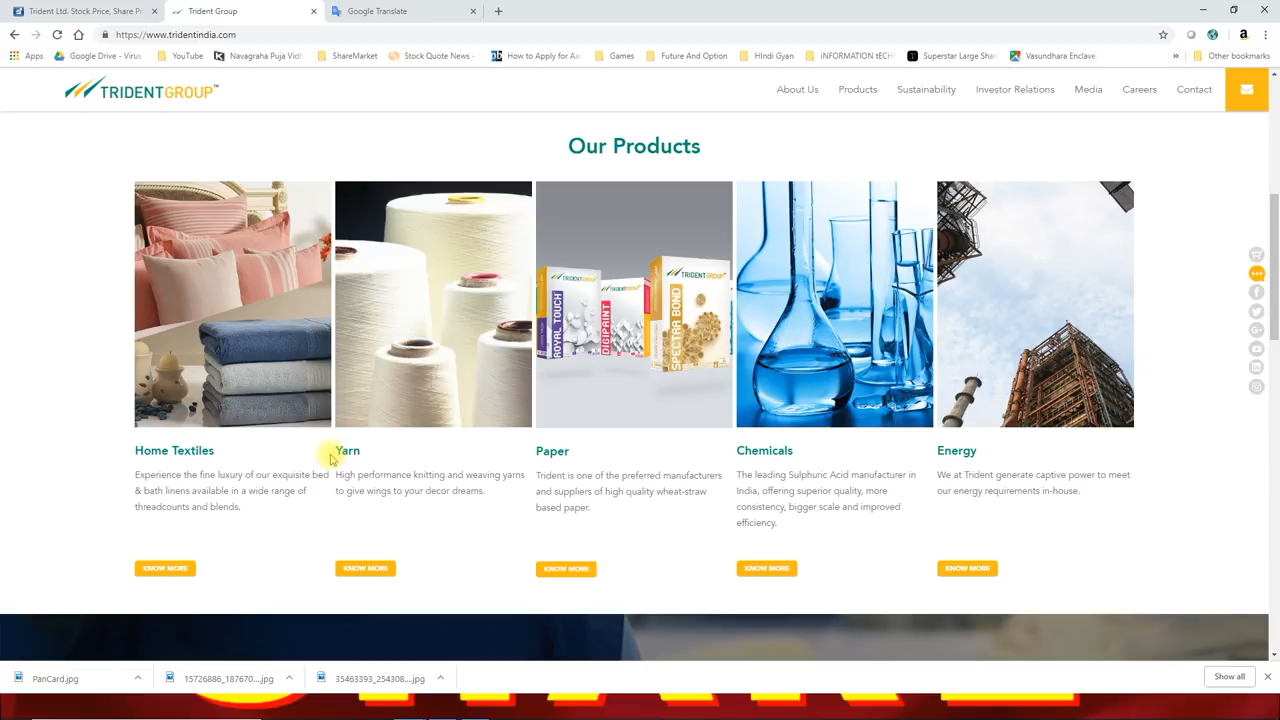 Trident Ltd. Stock Price, Share Pr
Trident Group
Google Translate
https://www.tridentindia.com
Apps
Google Drive - Virus
YouTube
Navagraha Puja Vidh
ShareMarket
Stock Quote News -
How to Apply for Aad
Games
Future And Option
HIndi Gyan
iNFORMATION tECH
Superstar Large Shar
Vasundhara Enclave,
Other bookmarks
TRIDENTGROUP™
About Us
Products
Sustainability
Investor Relations
Media
Careers
Contact
Our Products
TRIDENTGROUP
ROYAL TOUCH
DIGIPRINT
TRIDENTGROUP
SPECTRA BOND
Home Textiles
Experience the fine luxury of our exquisite bed
& bath linens available in a wide range of
threadcounts and blends.
KNOW MORE
Yarn
High performance knitting and weaving yarns
to give wings to your decor dreams.
KNOW MORE
Paper
Trident is one of the preferred manufacturers
and suppliers of high quality wheat-straw
based paper.
KNOW MORE
Chemicals
The leading Sulphuric Acid manufacturer in
India, offering superior quality, more
consistency, bigger scale and improved
efficiency.
KNOW MORE
Energy
We at Trident generate captive power to meet
our energy requirements in-house.
KNOW MORE
PanCard.jpg
15726886_187670....jpg
35463393_254308....jpg
Show all